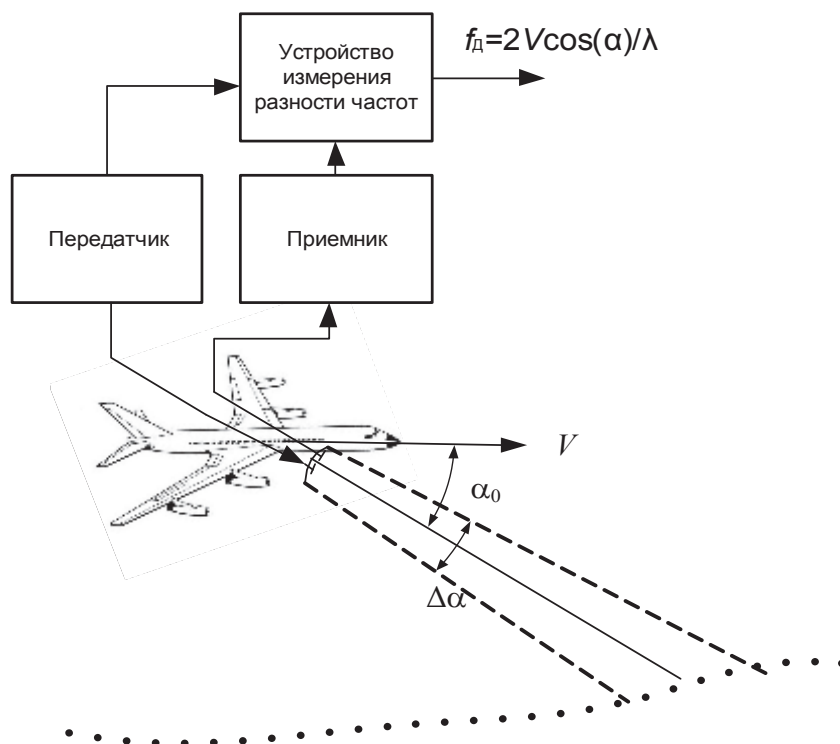 Устройство
измерения
разности частот
fД=2Vcos(α)/λ
Передатчик
Приемник
V
α₀
Δα